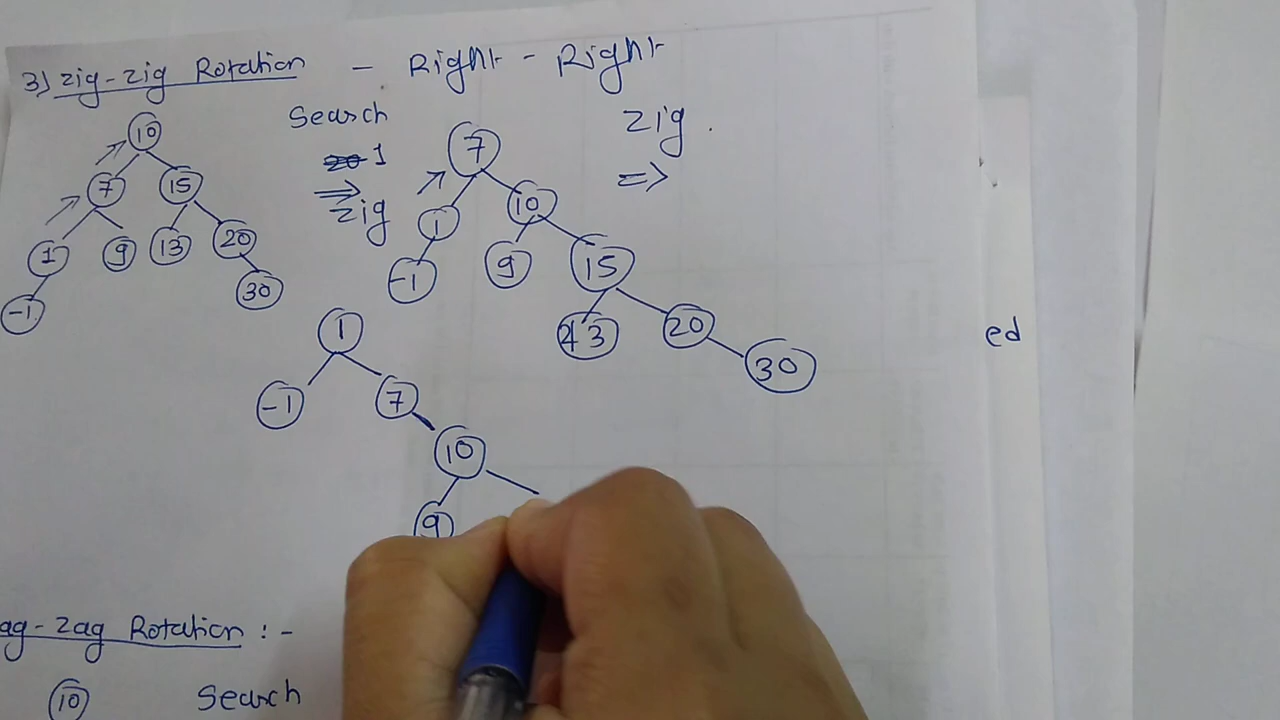 3) zig-zig Rotation - Right - Right
Search
20 1
⇒
zig
zig.
⇒
10
7 15
1 9 13 20
-1 30
7
1 10
-1 9 15
43 20
30
1
-1 7
10
9
ed
ag-zag Rotation :-
10 Search